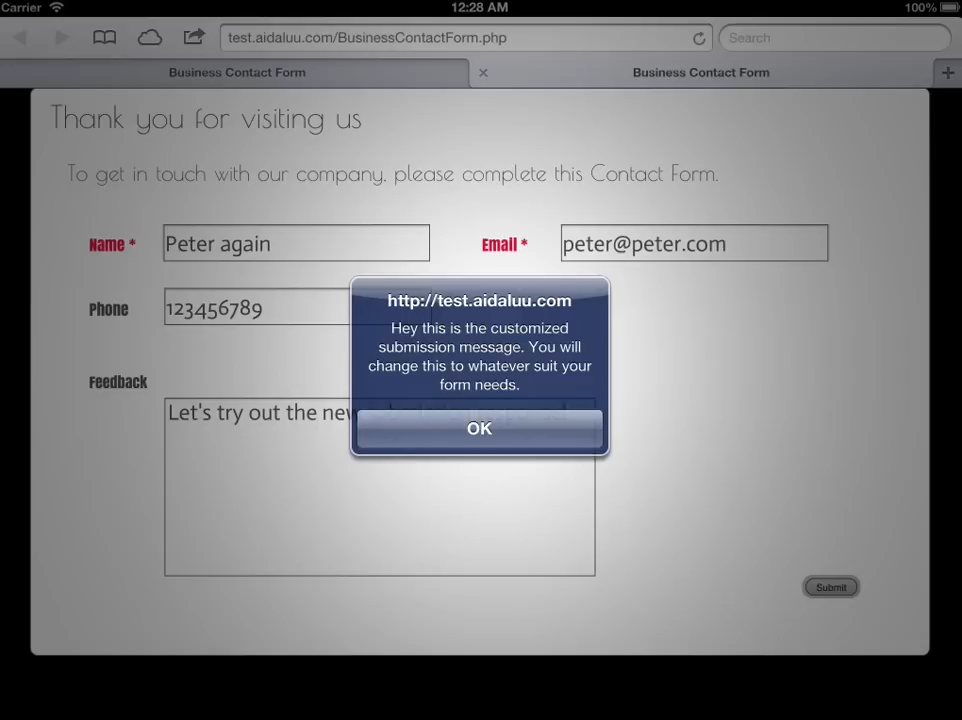 Carrier 12:28 AM 100%
test.aidaluu.com/BusinessContactForm.php Search
Business Contact Form Business Contact Form
Thank you for visiting us
To get in touch with our company, please complete this Contact Form.
Name * Peter again Email * peter@peter.com
Phone 123456789
http://test.aidaluu.com
Hey this is the customized
submission message. You will
change this to whatever suit your
form needs.
Feedback
Let's try out the new
OK
Submit